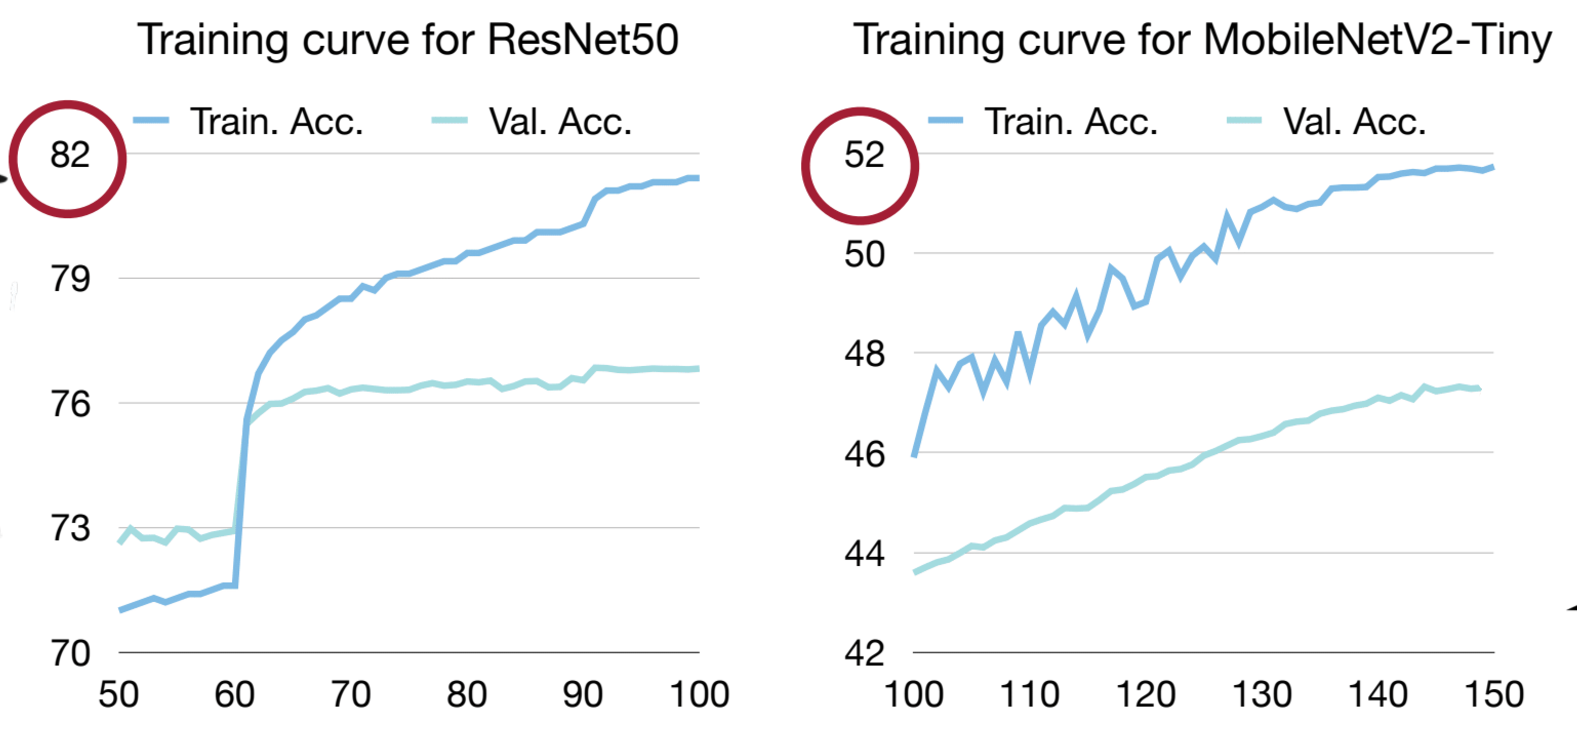 Training curve for ResNet50
Train. Acc. Val. Acc.
82
79
76
73
70
50 60 70 80 90 100
Training curve for MobileNetV2-Tiny
Train. Acc. Val. Acc.
52
50
48
46
44
42
100 110 120 130 140 150